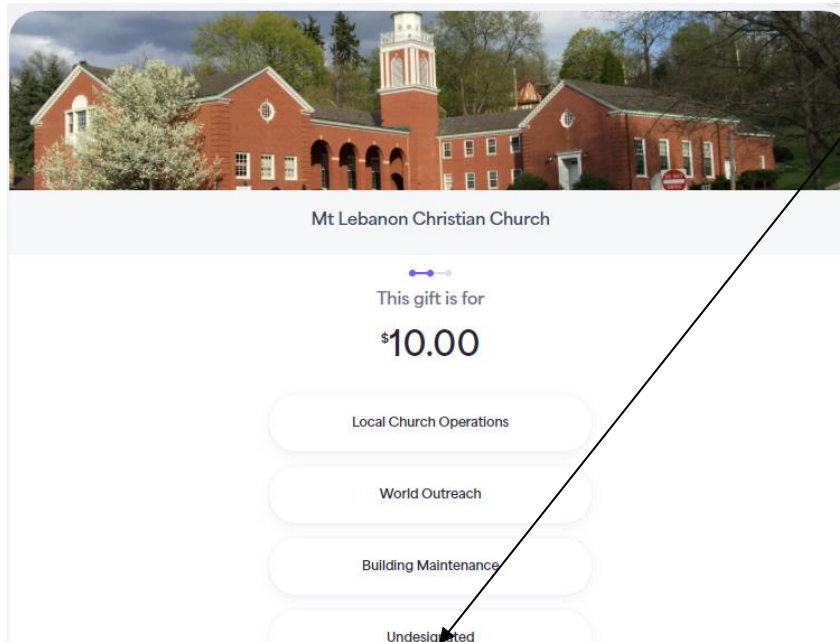 Mt Lebanon Christian Church
This gift is for
$10.00
Local Church Operations
World Outreach
Building Maintenance
Undesignated